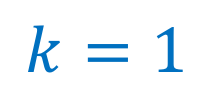 k = 1